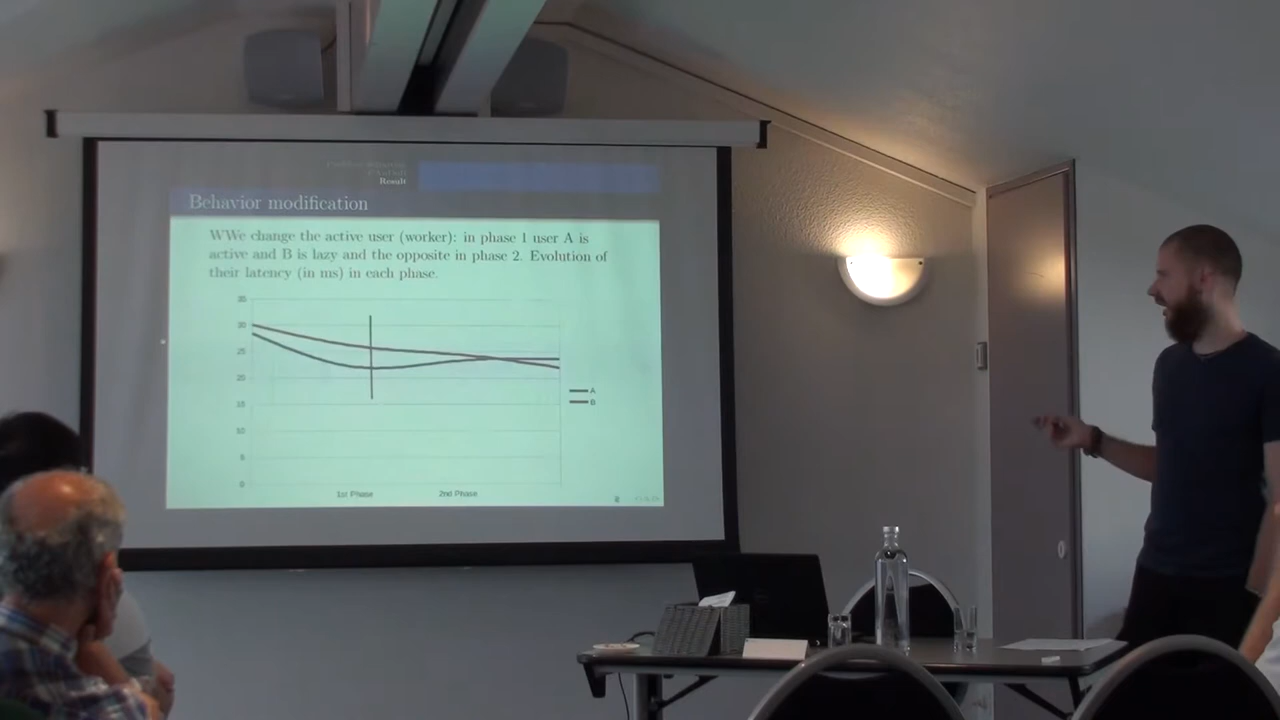 Result
Behavior modification
WWe change the active user (worker): in phase 1 user A is
active and B is lazy and the opposite in phase 2. Evolution of
their latency (in ms) in each phase.
35
30
25
20
15
10
5
0
A
B
1st Phase
2nd Phase